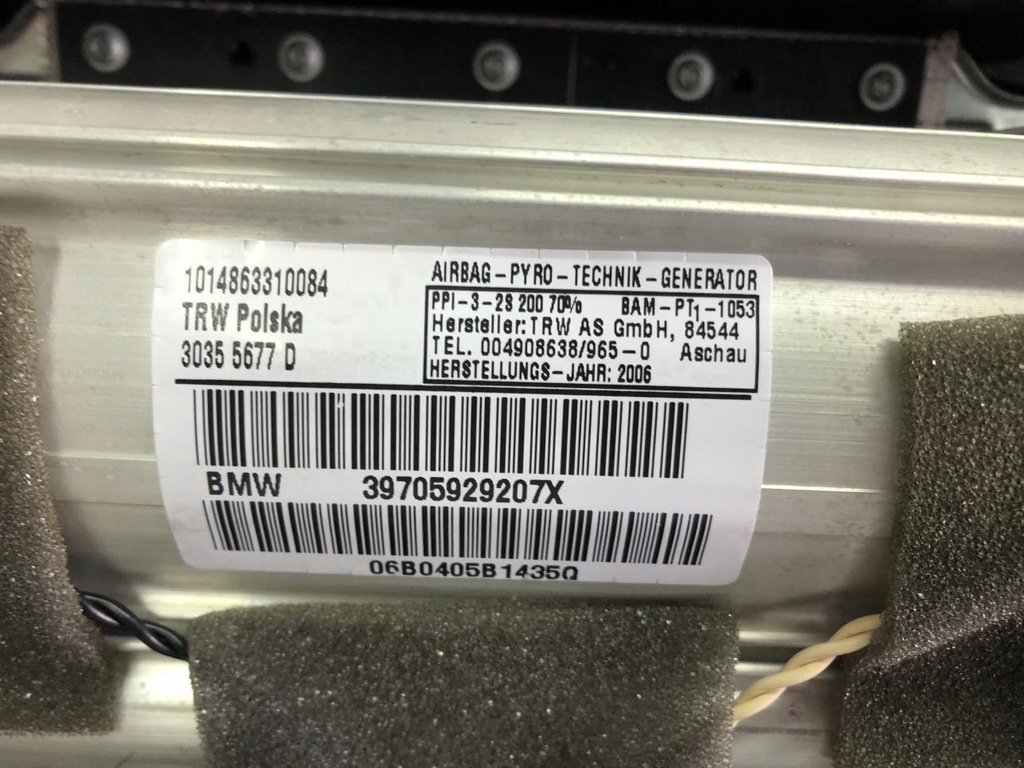 1014863310084
TRW Polska
3035 5677 D
AIRBAG-PYRO-TECHNIK-GENERATOR
PPI-3-2S 200 70% BAM-PT1-1053
Hersteller: TRW AS GmbH, 84544
TEL. 004908638/965-0 Aschau
HERSTELLUNGS-JAHR: 2006
BMW 39705929207X
06B0405B1435Q